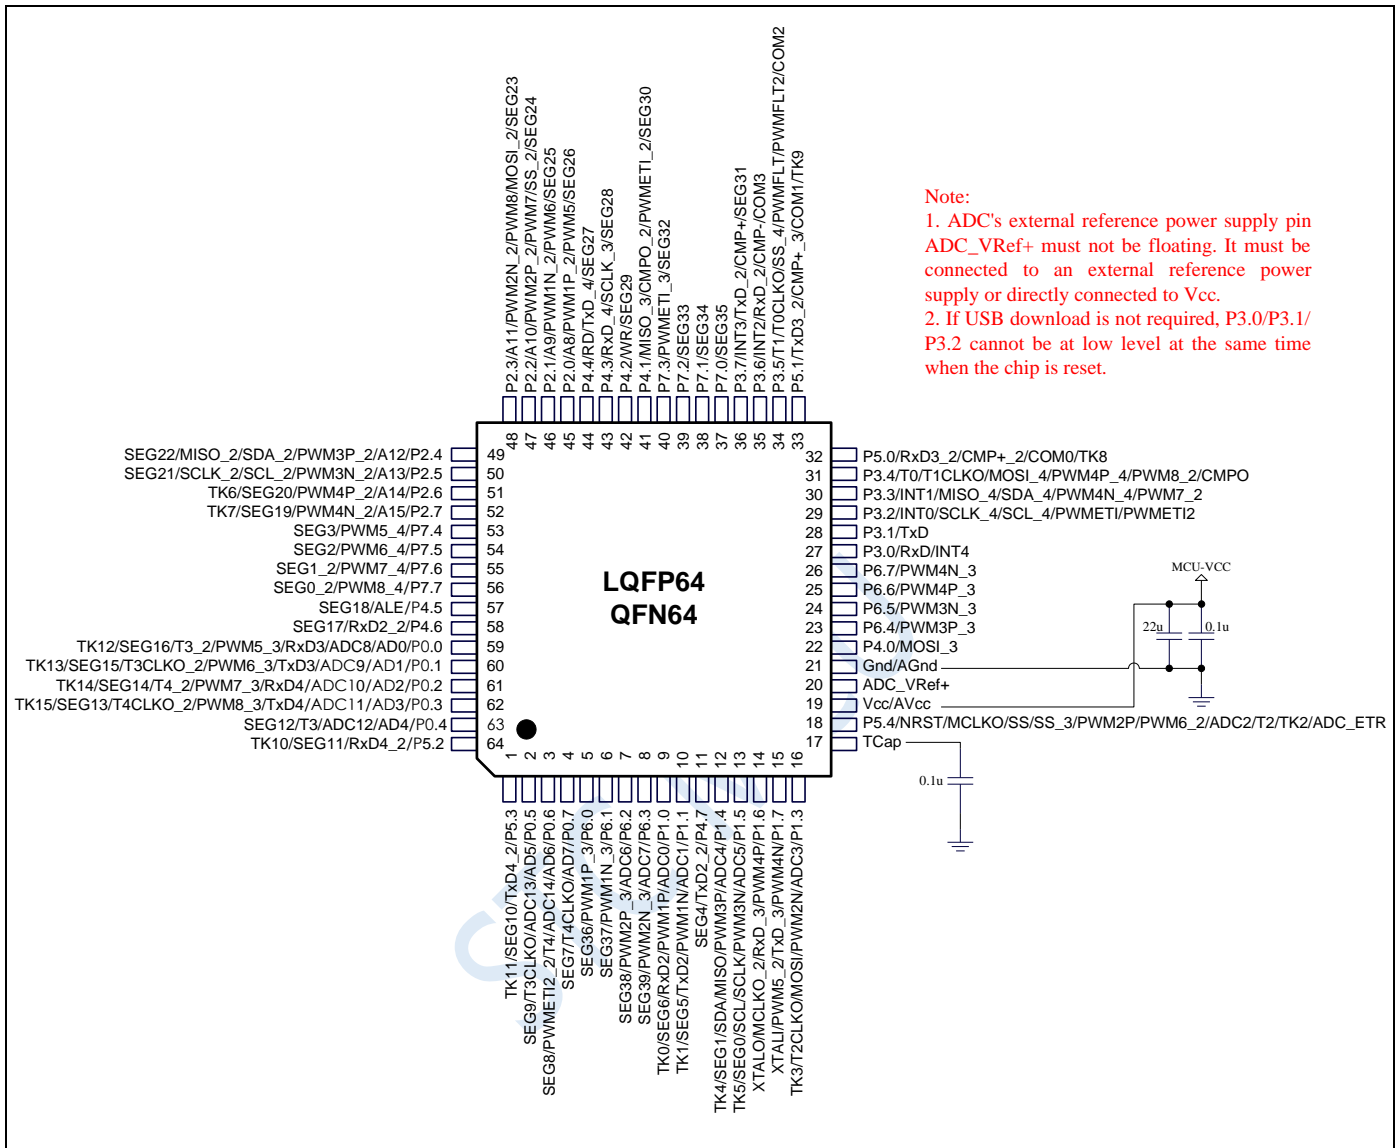 P2.3/A11/PWM2N_2/PWM8/MOSI_2/SEG23
P2.2/A10/PWM2P_2/PWM7/SS_2/SEG24
P2.1/A9/PWM1N_2/PWM6/SEG25
P2.0/A8/PWM1P_2/PWM5/SEG26
P4.4/RD/TxD_4/SEG27
P4.3/RxD_4/SCLK_3/SEG28
P4.2/WR/SEG29
P4.1/MISO_3/CMPO_2/PWMETI_2/SEG30
P7.3/PWMETI_3/SEG32
P7.2/SEG33
P7.1/SEG34
P7.0/SEG35
P3.7/INT3/TxD_2/CMP+/SEG31
P3.6/INT2/RxD_2/CMP-/COM3
P3.5/T1/T0CLKO/SS_4/PWMFLT/PWMFLT2/COM2
P5.1/TxD3_2/CMP+_3/COM1/TK9
Note:
1. ADC's external reference power supply pin
ADC_VRef+ must not be floating. It must be
connected to an external reference power
supply or directly connected to Vcc.
2. If USB download is not required, P3.0/P3.1/
P3.2 cannot be at low level at the same time
when the chip is reset.
48 47 46 45 44 43 42 41 40 39 38 37 36 35 34 33
SEG22/MISO_2/SDA_2/PWM3P_2/A12/P2.4 49
SEG21/SCLK_2/SCL_2/PWM3N_2/A13/P2.5 50
TK6/SEG20/PWM4P_2/A14/P2.6 51
TK7/SEG19/PWM4N_2/A15/P2.7 52
SEG3/PWM5_4/P7.4 53
SEG2/PWM6_4/P7.5 54
SEG1_2/PWM7_4/P7.6 55
SEG0_2/PWM8_4/P7.7 56
SEG18/ALE/P4.5 57
SEG17/RxD2_2/P4.6 58
TK12/SEG16/T3_2/PWM5_3/RxD3/ADC8/AD0/P0.0 59
TK13/SEG15/T3CLKO_2/PWM6_3/TxD3/ADC9/AD1/P0.1 60
TK14/SEG14/T4_2/PWM7_3/RxD4/ADC10/AD2/P0.2 61
TK15/SEG13/T4CLKO_2/PWM8_3/TxD4/ADC11/AD3/P0.3 62
SEG12/T3/ADC12/AD4/P0.4 63
TK10/SEG11/RxD4_2/P5.2 64
LQFP64
QFN64
32 P5.0/RxD3_2/CMP+_2/COM0/TK8
31 P3.4/T0/T1CLKO/MOSI_4/PWM4P_4/PWM8_2/CMPO
30 P3.3/INT1/MISO_4/SDA_4/PWM4N_4/PWM7_2
29 P3.2/INT0/SCLK_4/SCL_4/PWMETI/PWMETI2
28 P3.1/TxD
27 P3.0/RxD/INT4
26 P6.7/PWM4N_3
25 P6.6/PWM4P_3
24 P6.5/PWM3N_3
23 P6.4/PWM3P_3
22 P4.0/MOSI_3
21 Gnd/AGnd
20 ADC_VRef+
19 Vcc/AVcc
18 P5.4/NRST/MCLKO/SS/SS_3/PWM2P/PWM6_2/ADC2/T2/TK2/ADC_ETR
17 TCap
MCU-VCC
22u
0.1u
0.1u
1 2 3 4 5 6 7 8 9 10 11 12 13 14 15 16
TK11/SEG10/TxD4_2/P5.3
SEG9/T3CLKO/ADC13/AD5/P0.5
SEG8/PWMETI2_2/T4/ADC14/AD6/P0.6
SEG7/T4CLKO/AD7/P0.7
SEG36/PWM1P_3/P6.0
SEG37/PWM1N_3/P6.1
SEG38/PWM2P_3/ADC6/P6.2
SEG39/PWM2N_3/ADC7/P6.3
TK0/SEG6/RxD2/PWM1P/ADC0/P1.0
TK1/SEG5/TxD2/PWM1N/ADC1/P1.1
SEG4/TxD2_2/P4.7
TK4/SEG1/SDA/MISO/PWM3P/ADC4/P1.4
TK5/SEG0/SCL/SCLK/PWM3N/ADC5/P1.5
XTALO/MCLKO_2/RxD_3/PWM4P/P1.6
XTALI/PWM5_2/TxD_3/PWM4N/P1.7
TK3/T2CLKO/MOSI/PWM2N/ADC3/P1.3